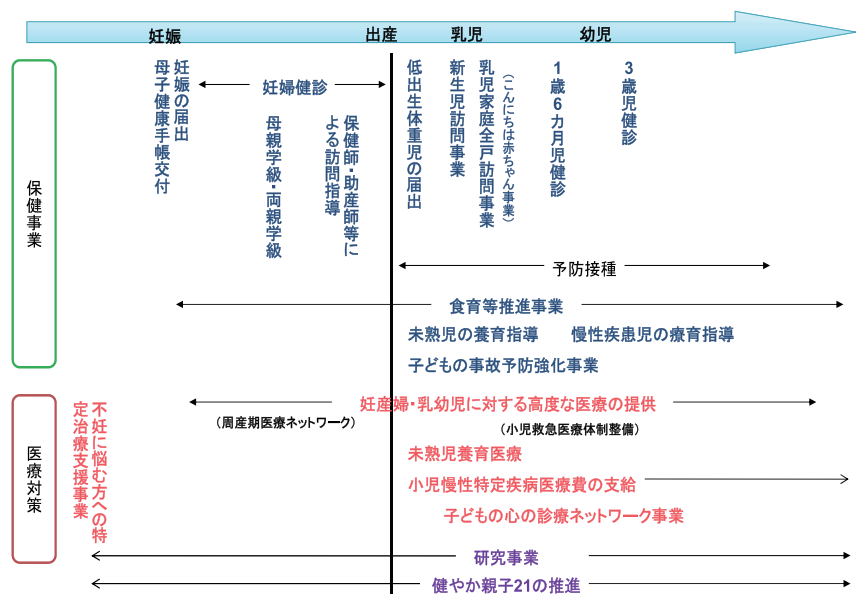 妊娠
出産
乳児
幼児
保健事業
妊娠の届出
母子健康手帳交付
妊婦健診
母親学級・両親学級
保健師・助産師等に
よる訪問指導
低出生体重児の届出
新生児訪問事業
乳児家庭全戸訪問事業
（こんにちは赤ちゃん事業）
1歳6カ月児健診
3歳児健診
予防接種
食育等推進事業
未熟児の養育指導
慢性疾患児の療育指導
子どもの事故予防強化事業
医療対策
不妊に悩む方への特
定治療支援事業
妊産婦・乳幼児に対する高度な医療の提供
（周産期医療ネットワーク）
（小児救急医療体制整備）
未熟児養育医療
小児慢性特定疾病医療費の支給
子どもの心の診療ネットワーク事業
研究事業
健やか親子21の推進